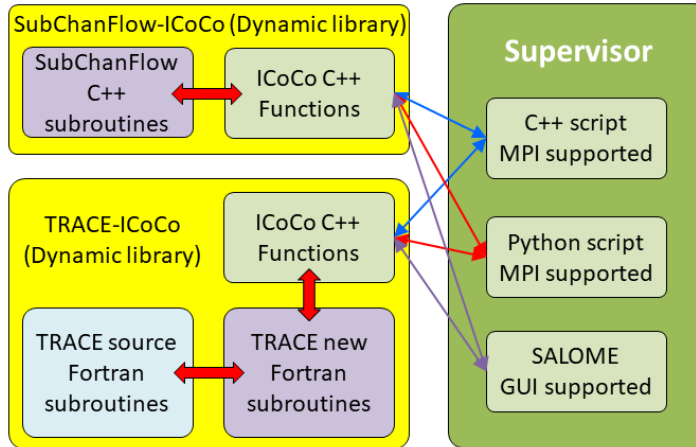 SubChanFlow-ICoCo (Dynamic library)
SubChanFlow
C++
subroutines
ICoCo C++
Functions
TRACE-ICoCo
(Dynamic library)
ICoCo C++
Functions
TRACE source
Fortran
subroutines
TRACE new
Fortran
subroutines
Supervisor
C++ script
MPI supported
Python script
MPI supported
SALOME
GUI supported